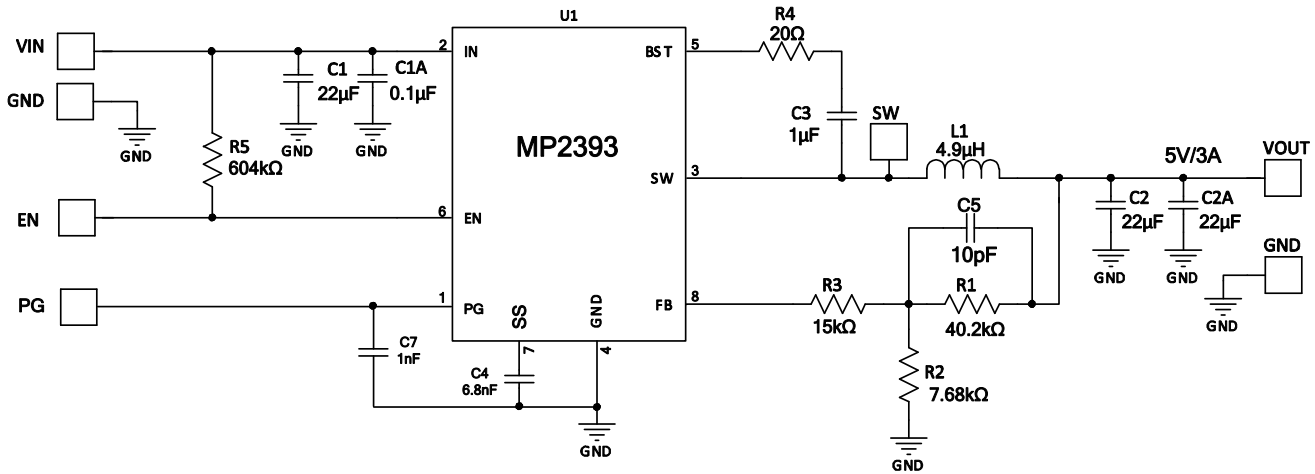 U1
R4
20Ω
VIN
2
IN
BST
5
C1
22µF
C1A
0.1µF
GND
GND
GND
GND
R5
604kΩ
MP2393
C3
1µF
SW
L1
4.9µH
5V/3A
VOUT
SW
3
C2
22µF
C2A
22µF
GND
GND
EN
6
EN
C5
10pF
GND
GND
PG
1
PG
SS
GND
FB
8
R3
15kΩ
R1
40.2kΩ
C7
1nF
7
4
C4
6.8nF
R2
7.68kΩ
GND
GND